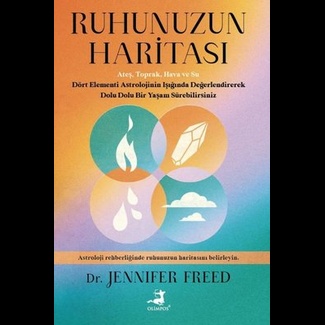 RUHUNUZUN
HARİTASI
Ateş, Toprak, Hava ve Su
Dört Elementi Astrolojinin Işığında Değerlendirerek
Dolu Dolu Bir Yaşam Sürebilirsiniz
Astroloji rehberliğinde ruhunuzun haritasını belirleyin.
Dr. JENNIFER FREED
OLİMPOS